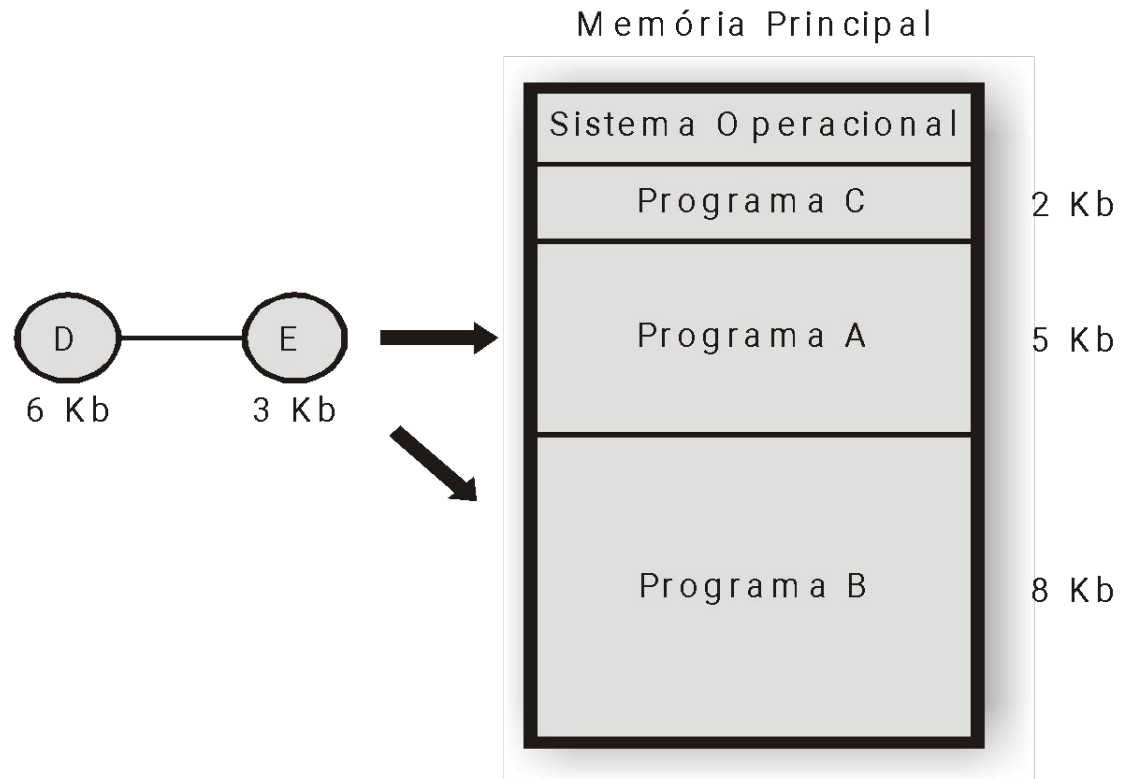 Memória Principal
Sistema Operacional
Programa C
2 Kb
Programa A
5 Kb
D
E
6 Kb
3 Kb
Programa B
8 Kb